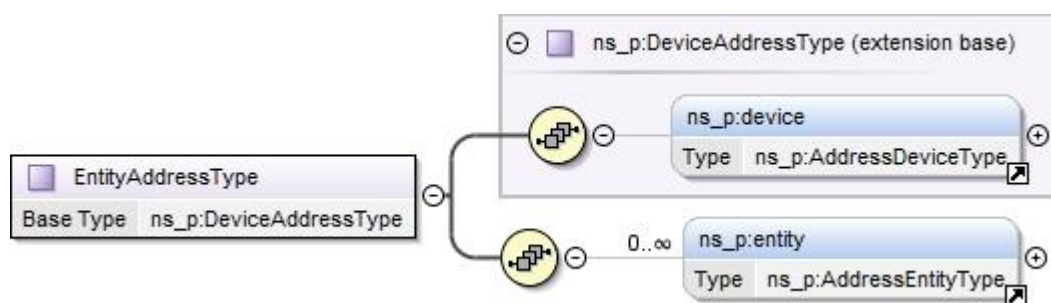 ns_p:DeviceAddressType (extension base)
ns_p:device
Type ns_p:AddressDeviceType
EntityAddressType
Base Type ns_p:DeviceAddressType
0..∞ ns_p:entity
Type ns_p:AddressEntityType